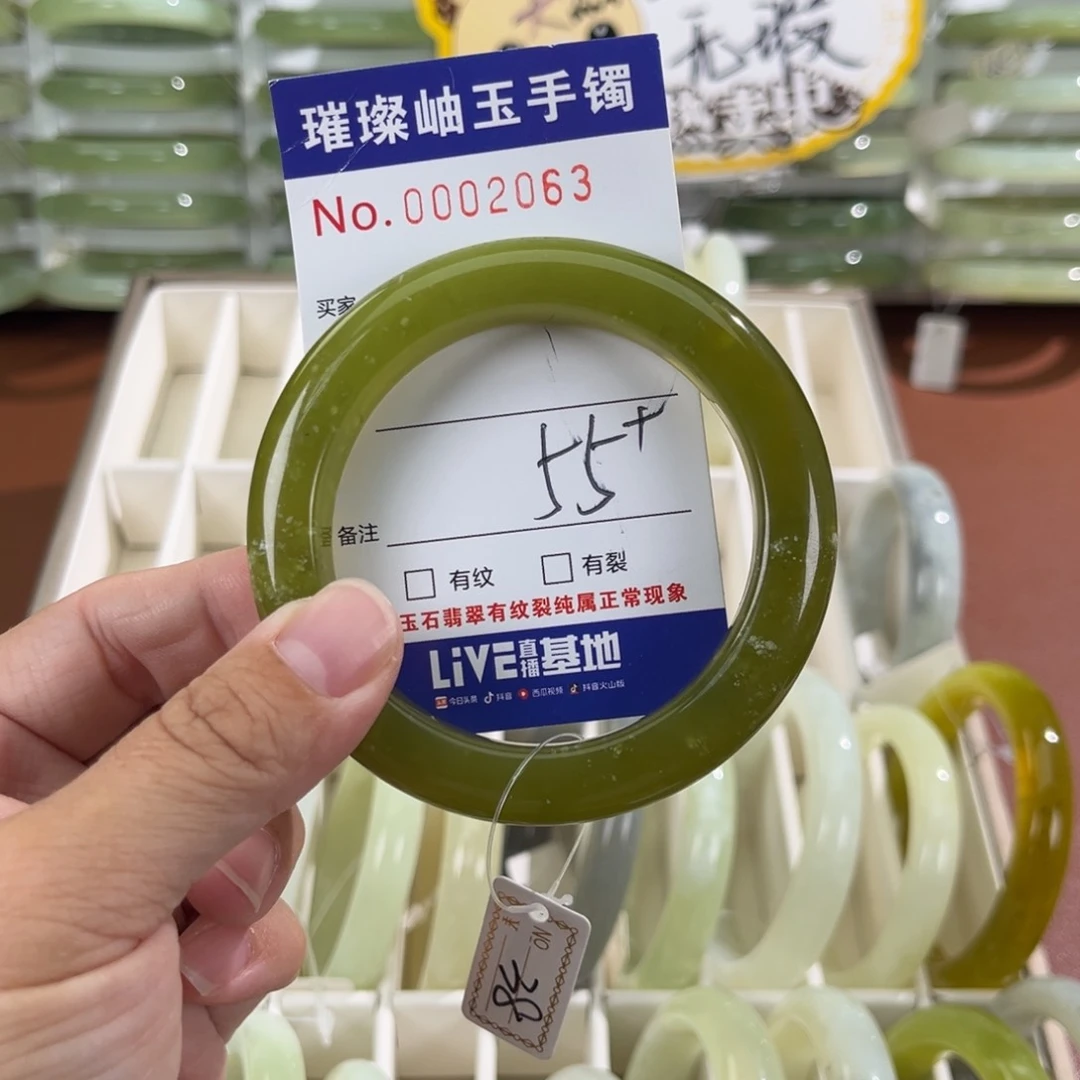 无瑕
璀璨岫玉手镯
No. 0002063
买家
55+
备注
有纹 有裂
玉石翡翠有纹裂纯属正常现象
LiVE直播基地
今日头条 抖音 西瓜视频 抖音火山版
NO